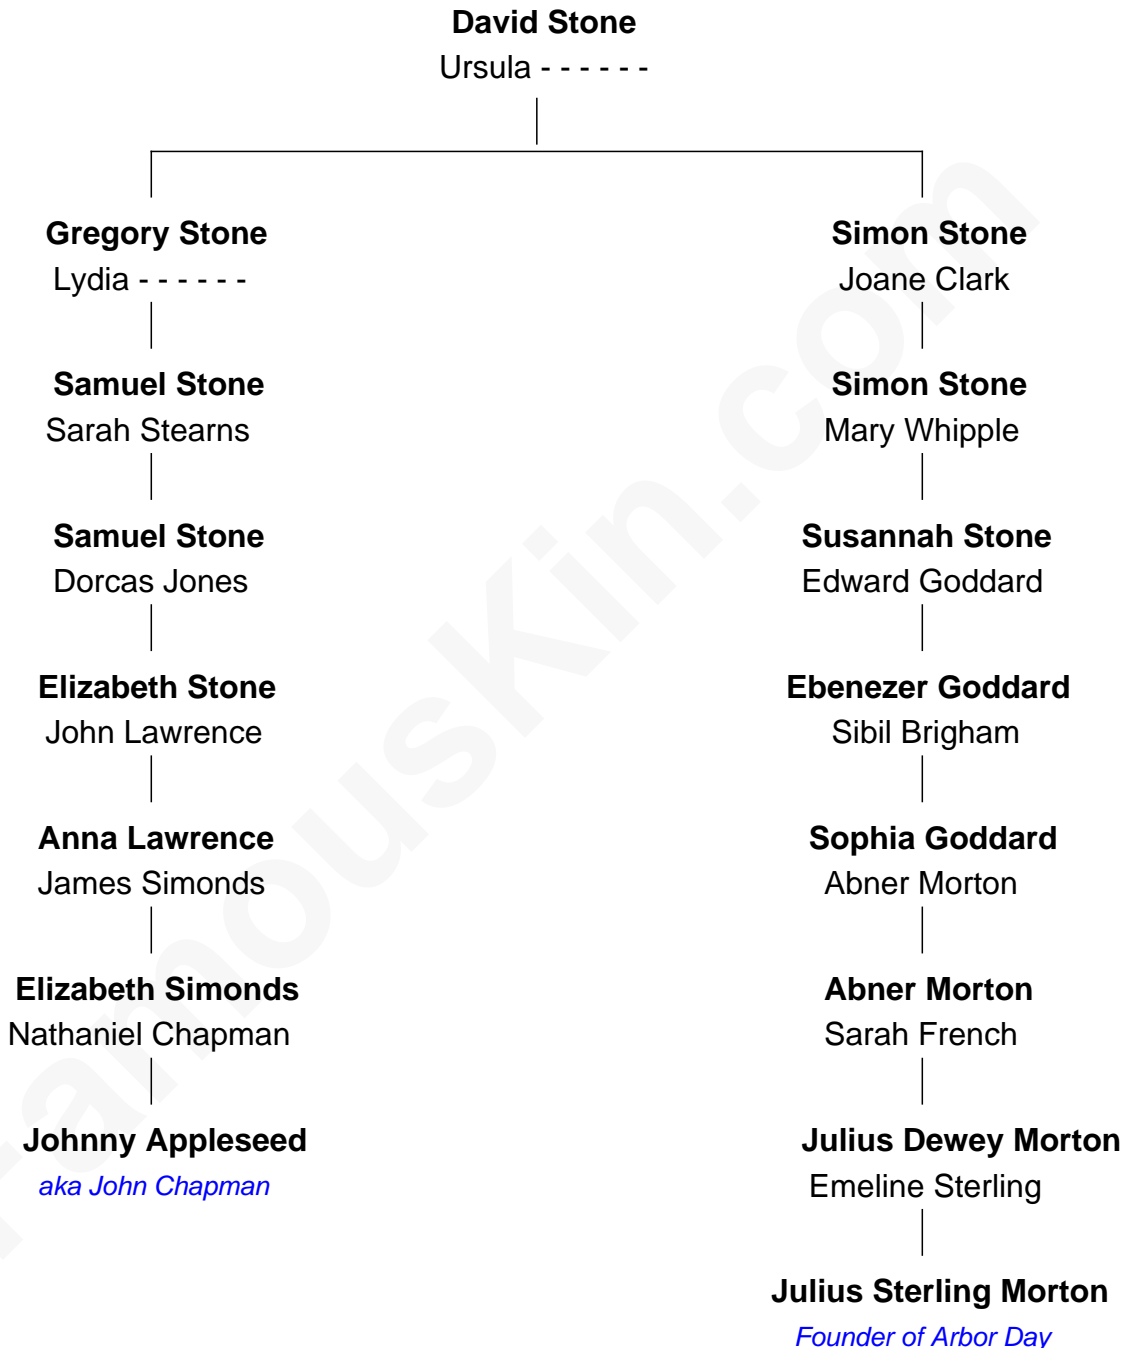 David Stone
Ursula - - - - - -
Gregory Stone
Lydia - - - - - -
Simon Stone
Joane Clark
Samuel Stone
Sarah Stearns
Simon Stone
Mary Whipple
Samuel Stone
Dorcas Jones
Susannah Stone
Edward Goddard
Elizabeth Stone
John Lawrence
Ebenezer Goddard
Sibil Brigham
Anna Lawrence
James Simonds
Sophia Goddard
Abner Morton
Elizabeth Simonds
Nathaniel Chapman
Abner Morton
Sarah French
Johnny Appleseed
aka John Chapman
Julius Dewey Morton
Emeline Sterling
Julius Sterling Morton
Founder of Arbor Day
FamousKin.com